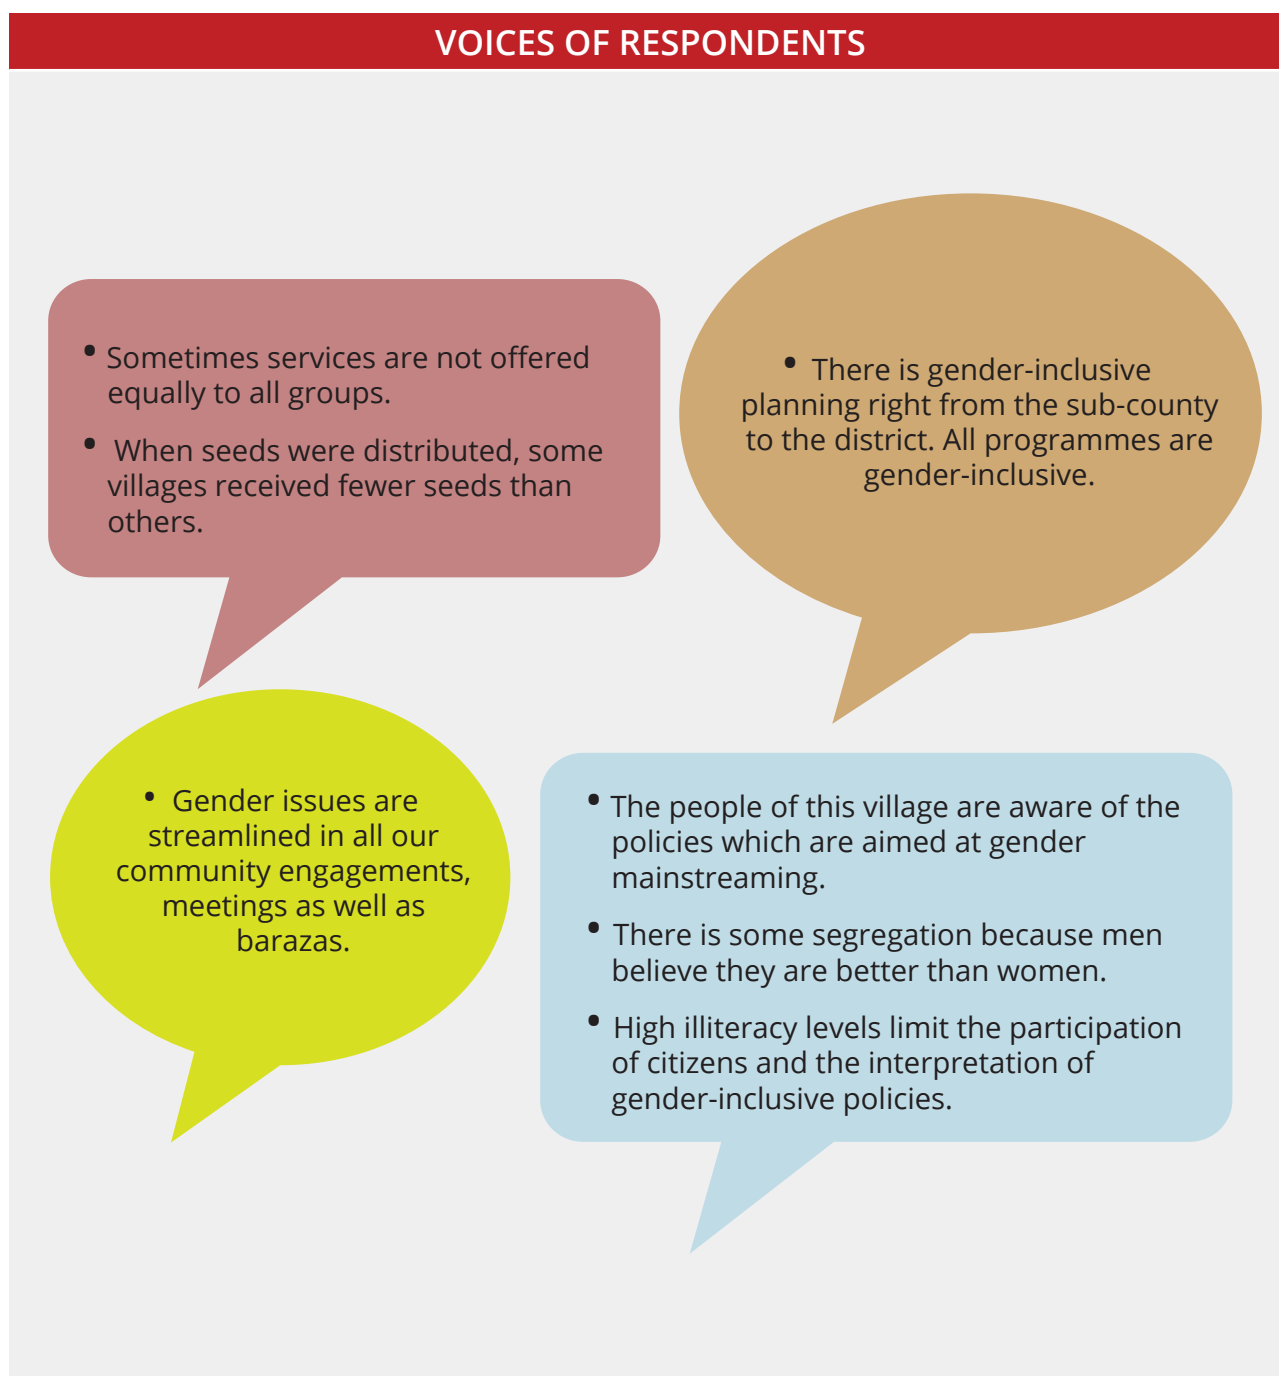 VOICES OF RESPONDENTS
• Sometimes services are not offered
equally to all groups.
• When seeds were distributed, some
villages received fewer seeds than
others.
• There is gender-inclusive
planning right from the sub-county
to the district. All programmes are
gender-inclusive.
• Gender issues are
streamlined in all our
community engagements,
meetings as well as
barazas.
• The people of this village are aware of the
policies which are aimed at gender
mainstreaming.
• There is some segregation because men
believe they are better than women.
• High illiteracy levels limit the participation
of citizens and the interpretation of
gender-inclusive policies.